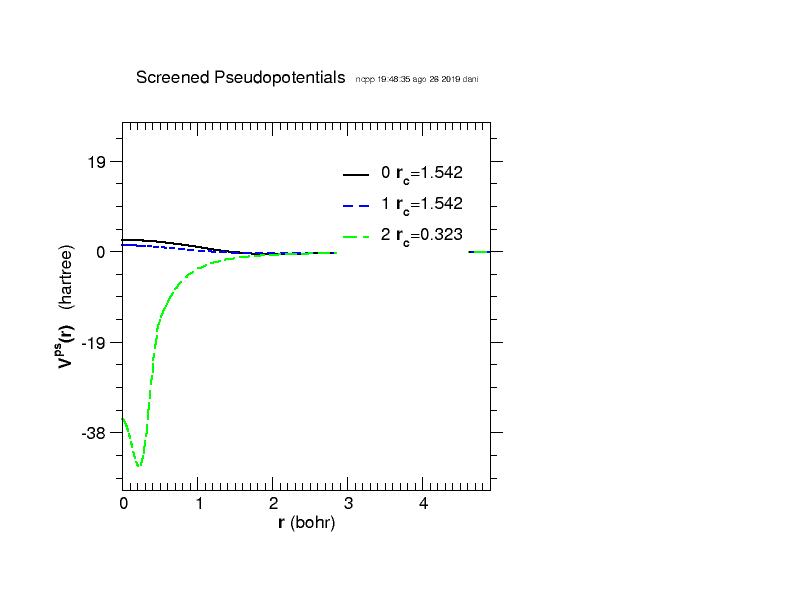 Screened Pseudopotentials ncpp 19:48:35 ago 26 2019 dani
19
0 rc=1.542
1 rc=1.542
2 rc=0.323
0
-19
-38
Vps(r) (hartree)
0 1 2 3 4
r (bohr)